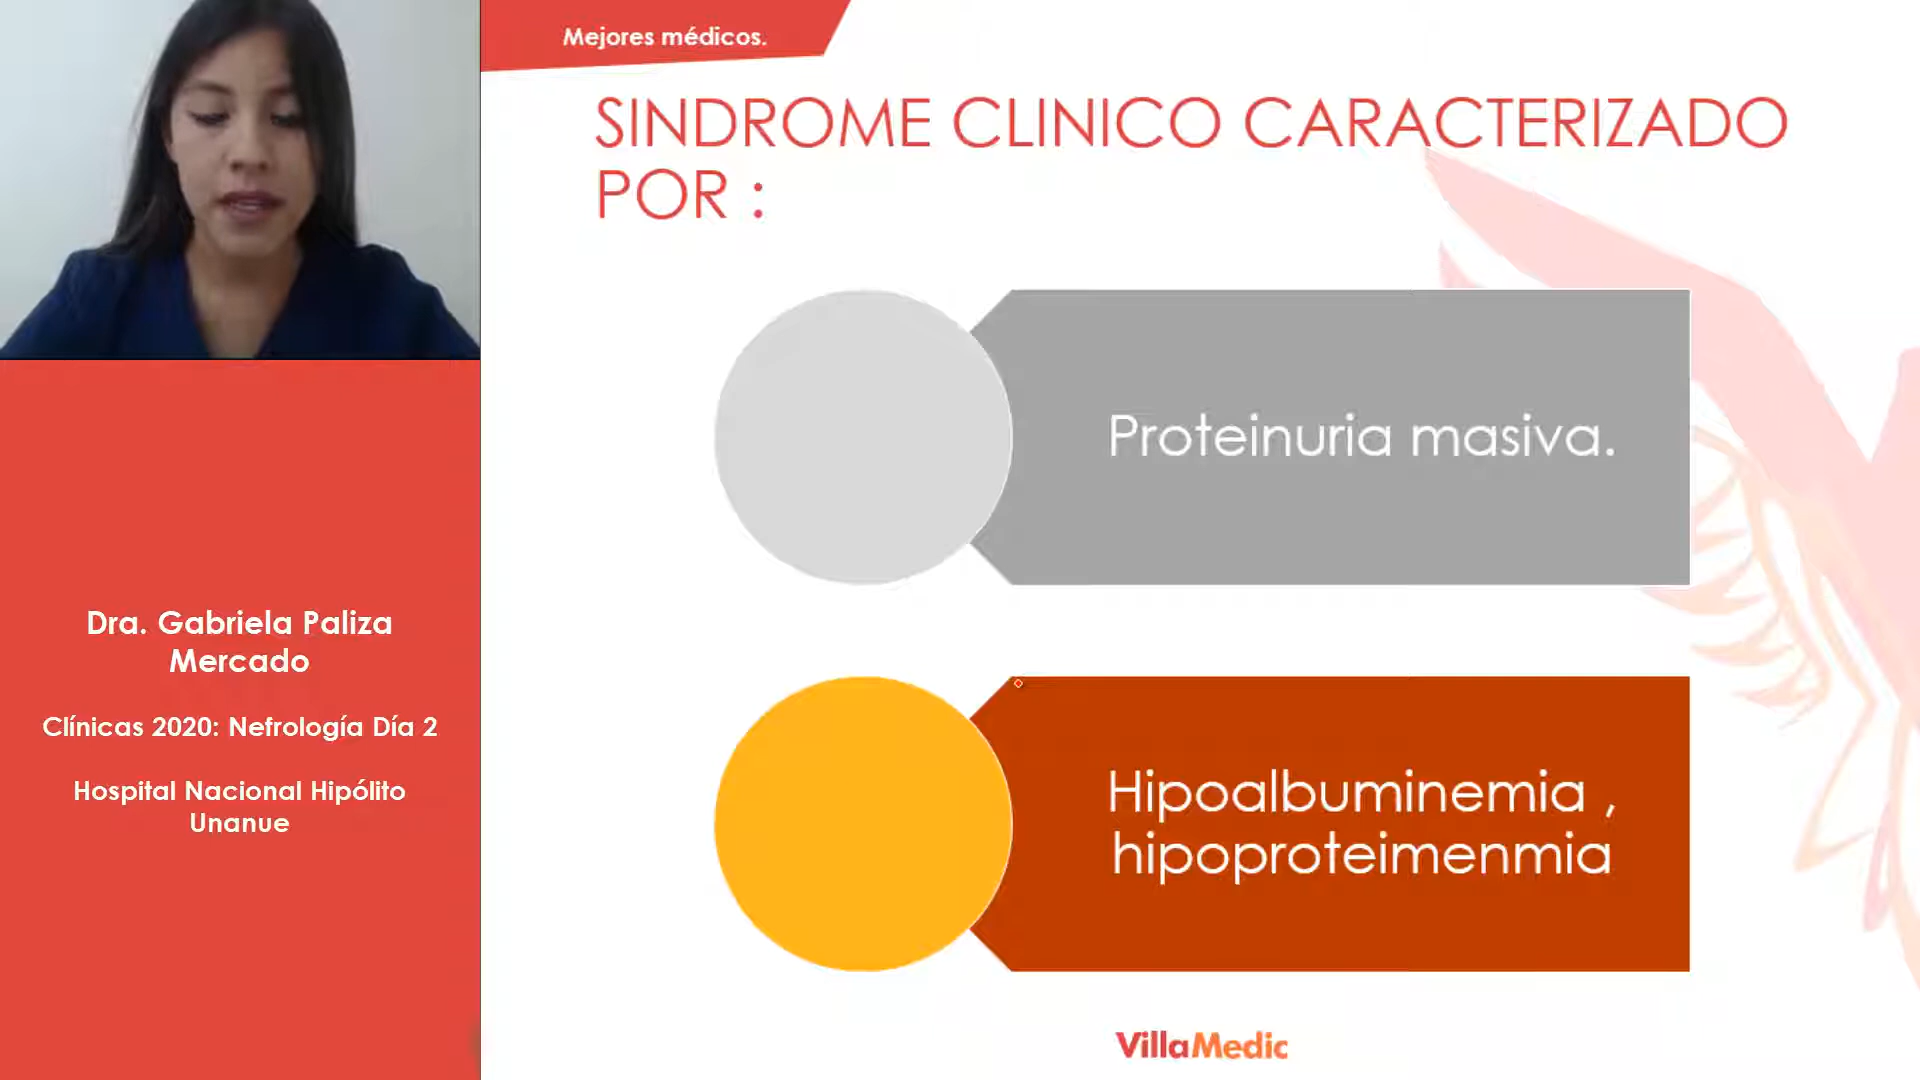 Mejores médicos.
SINDROME CLINICO CARACTERIZADO
POR :
Proteinuria masiva.
Hipoalbuminemia ,
hipoproteimenmia
Dra. Gabriela Paliza
Mercado
Clínicas 2020: Nefrología Día 2
Hospital Nacional Hipólito
Unanue
VillaMedic